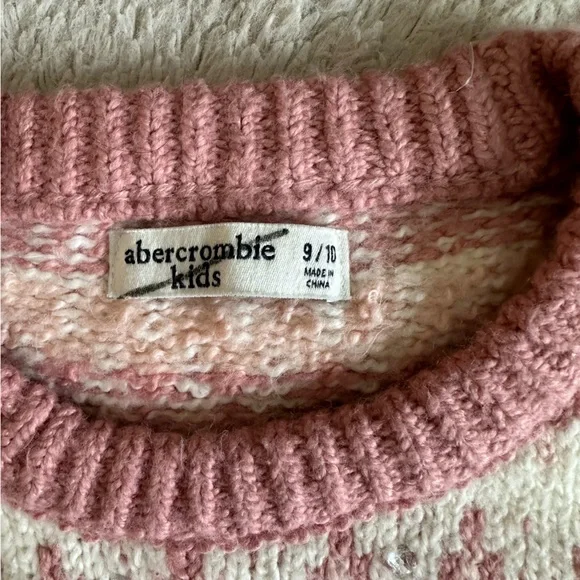 abercrombie
kids
9/10
MADE IN
CHINA